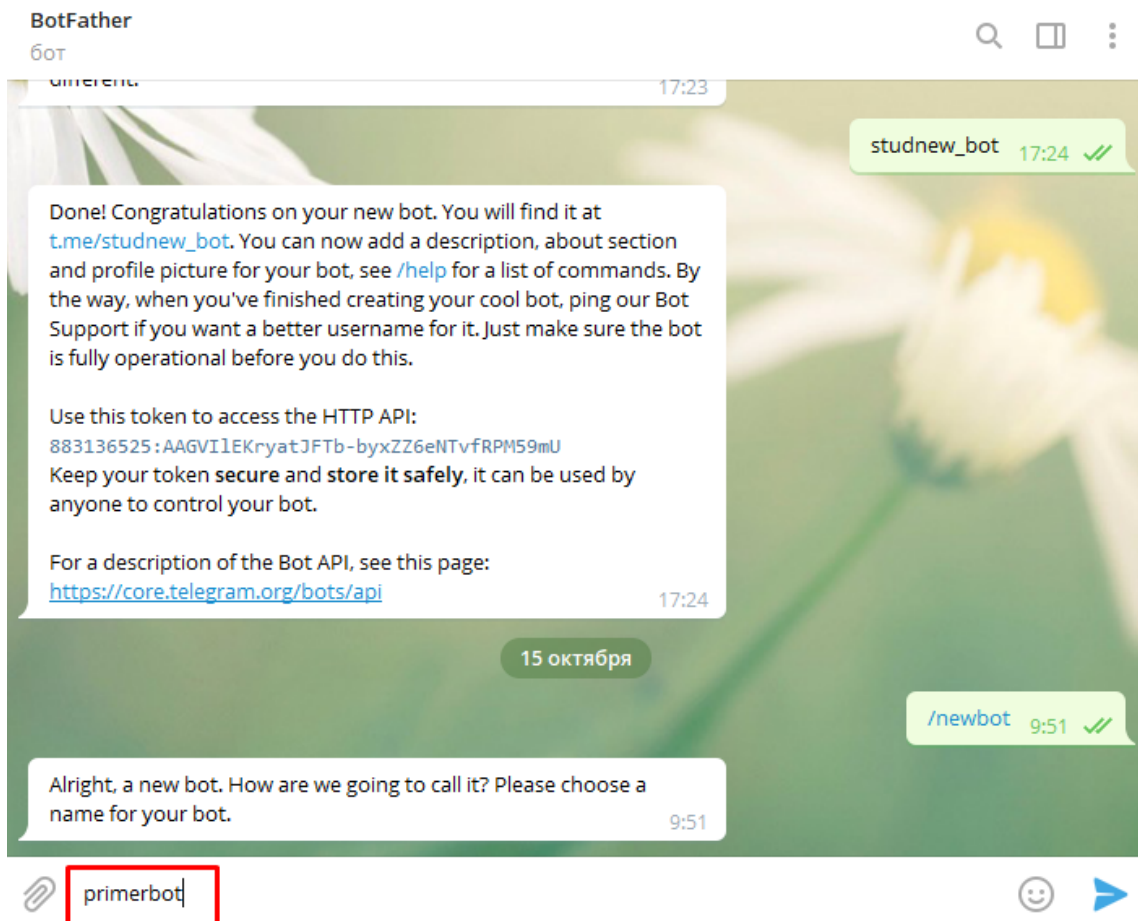 BotFather
бот
different.
17:23
studnew_bot 17:24
Done! Congratulations on your new bot. You will find it at
t.me/studnew_bot. You can now add a description, about section
and profile picture for your bot, see /help for a list of commands. By
the way, when you've finished creating your cool bot, ping our Bot
Support if you want a better username for it. Just make sure the bot
is fully operational before you do this.
Use this token to access the HTTP API:
883136525:AAGVIlEKryatJFTb-byxZZ6eNTvfRPM59mU
Keep your token secure and store it safely, it can be used by
anyone to control your bot.
For a description of the Bot API, see this page:
https://core.telegram.org/bots/api
17:24
15 октября
/newbot 9:51
Alright, a new bot. How are we going to call it? Please choose a
name for your bot.
9:51
primerbot